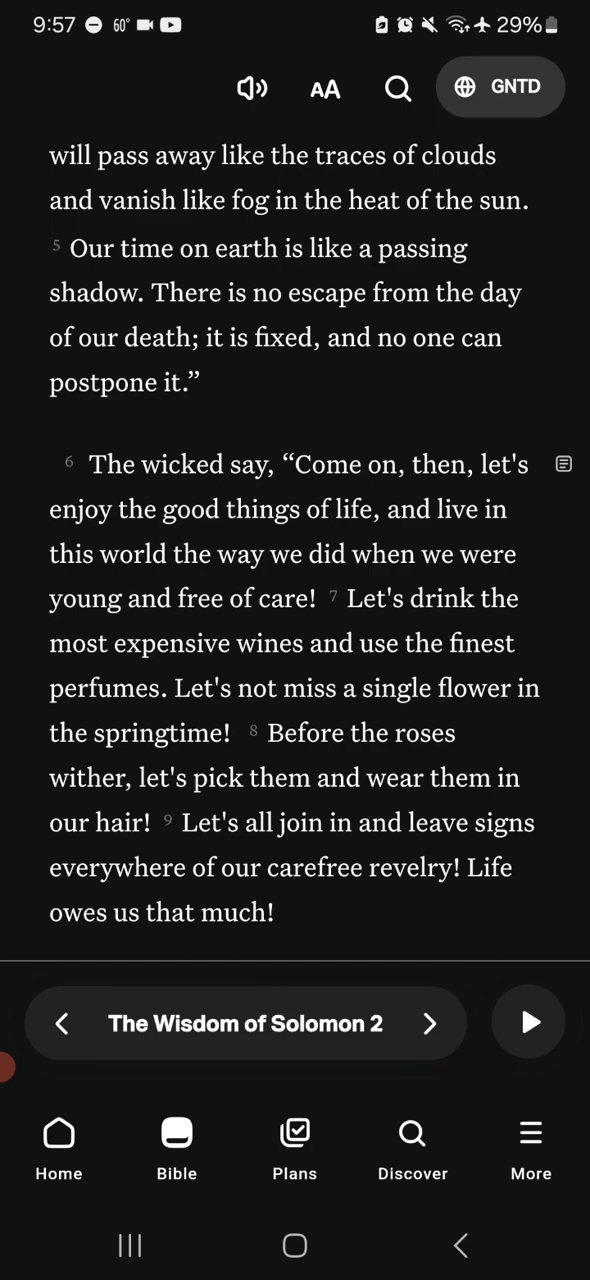 9:57 60° 29%
GNTD
will pass away like the traces of clouds
and vanish like fog in the heat of the sun.
5 Our time on earth is like a passing
shadow. There is no escape from the day
of our death; it is fixed, and no one can
postpone it.”
6 The wicked say, “Come on, then, let's
enjoy the good things of life, and live in
this world the way we did when we were
young and free of care! 7 Let's drink the
most expensive wines and use the finest
perfumes. Let's not miss a single flower in
the springtime! 8 Before the roses
wither, let's pick them and wear them in
our hair! 9 Let's all join in and leave signs
everywhere of our carefree revelry! Life
owes us that much!
The Wisdom of Solomon 2
Home Bible Plans Discover More